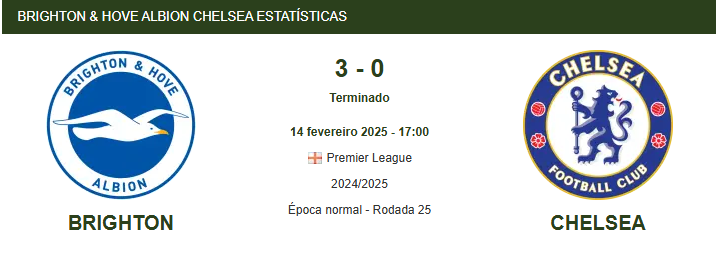 BRIGHTON & HOVE ALBION CHELSEA ESTATÍSTICAS
BRIGHTON & HOVE
ALBION
BRIGHTON
3 - 0
Terminado
14 fevereiro 2025 - 17:00
Premier League
2024/2025
Época normal - Rodada 25
CHELSEA
FOOTBALL CLUB
CHELSEA